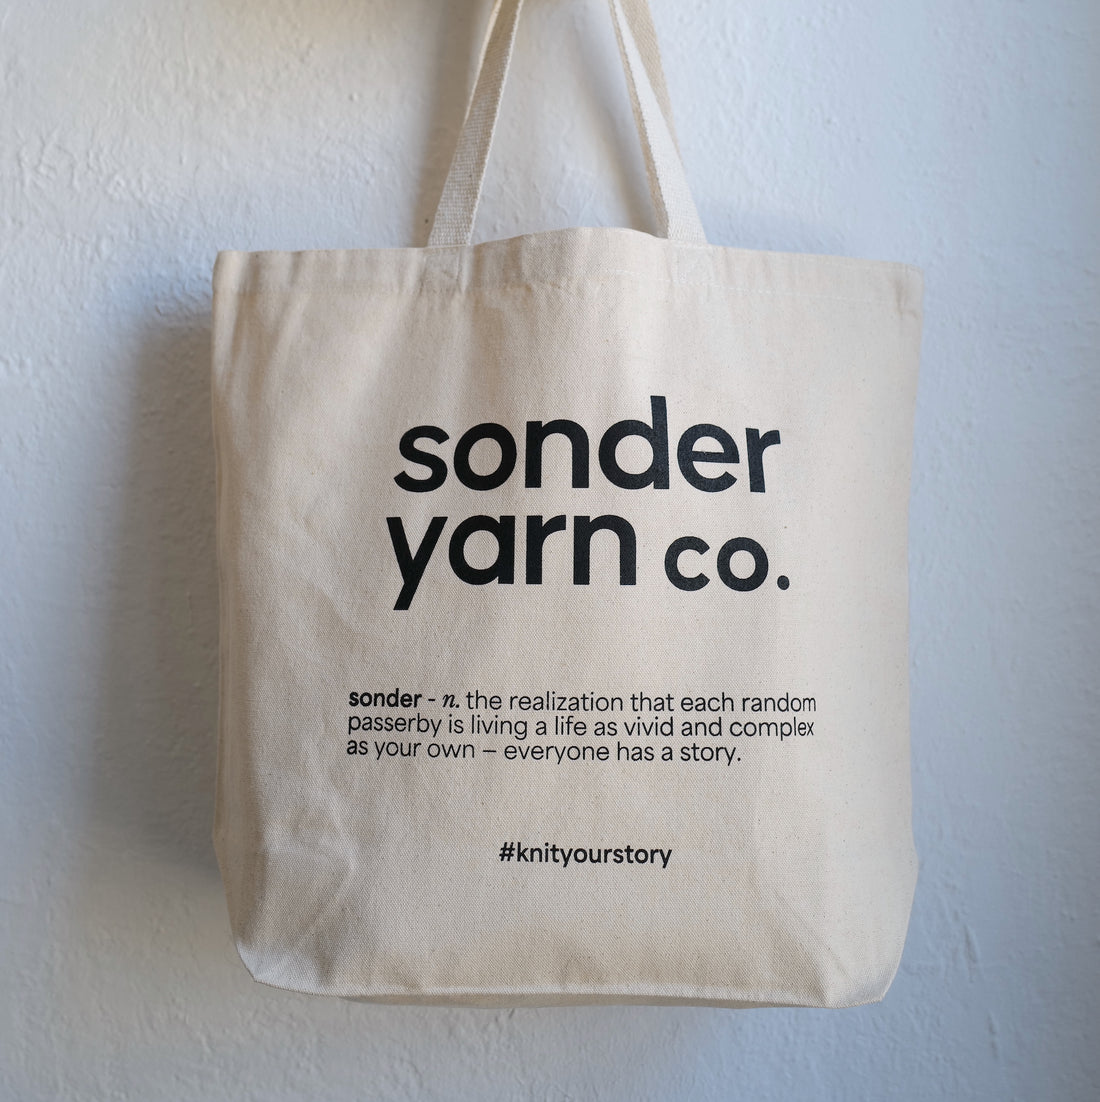 sonder
yarn co.
sonder - n. the realization that each random
passerby is living a life as vivid and complex
as your own – everyone has a story.
#knityourstory